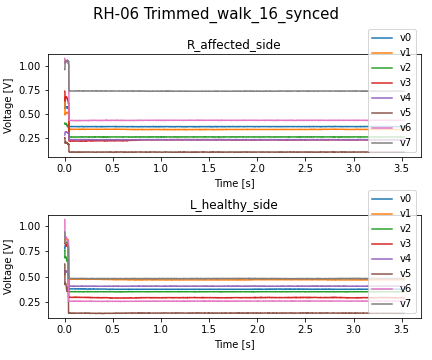 RH-06 Trimmed_walk_16_synced
R_affected_side
Voltage [V]
1.00
0.75
0.50
0.25
0.0 0.5 1.0 1.5 2.0 2.5 3.0 3.5
Time [s]
v0
v1
v2
v3
v4
v5
v6
v7
L_healthy_side
Voltage [V]
1.00
0.75
0.50
0.25
0.0 0.5 1.0 1.5 2.0 2.5 3.0 3.5
Time [s]
v0
v1
v2
v3
v4
v5
v6
v7